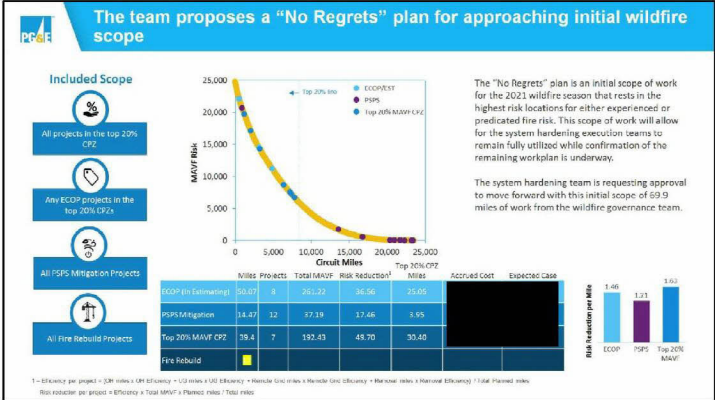 PG&E
The team proposes a "No Regrets" plan for approaching initial wildfire
scope
Included Scope
All projects in the top 20%
CPZ
Any ECOP projects in the
top 20% CPZs
All PSPS Mitigation Projects
All Fire Rebuild Projects
25,000
20,000
15,000
10,000
5,000
0
MAVF Risk
Top 20% line
ECOP/EST
PSPS
Top 20% MAVF CPZ
0 5,000 10,000 15,000 20,000 25,000
Circuit Miles
The "No Regrets" plan is an initial scope of work
for the 2021 wildfire season that rests in the
highest risk locations for either experienced or
predicated fire risk. This scope of work will allow
for the system hardening execution teams to
remain fully utilized while confirmation of the
remaining workplan is underway.
The system hardening team is requesting approval
to move forward with this initial scope of 69.9
miles of work from the wildfire governance team.
Top 20% CPZ
Miles Projects Total MAVF Risk Reduction¹ Miles Accrued Cost Expected Case
ECOP (In Estimating) 50.07 8 261.22 36.56 25.05
PSPS Mitigation 14.47 12 37.19 17.46 3.95
Top 20% MAVF CPZ 39.4 7 192.43 49.70 30.40
Fire Rebuild
Risk Reduction per Mile
1.46
1.21
1.63
ECOP PSPS Top 20%
MAVF
1 – Efficiency per project = (OH miles x OH Efficiency + UG miles x UG Efficiency + Remote Grid miles x Remote Grid Efficiency + Removal miles x Removal Efficiency) / Total Planned miles
Risk reduction per project = Efficiency x Total MAVF x Planned miles / Total miles